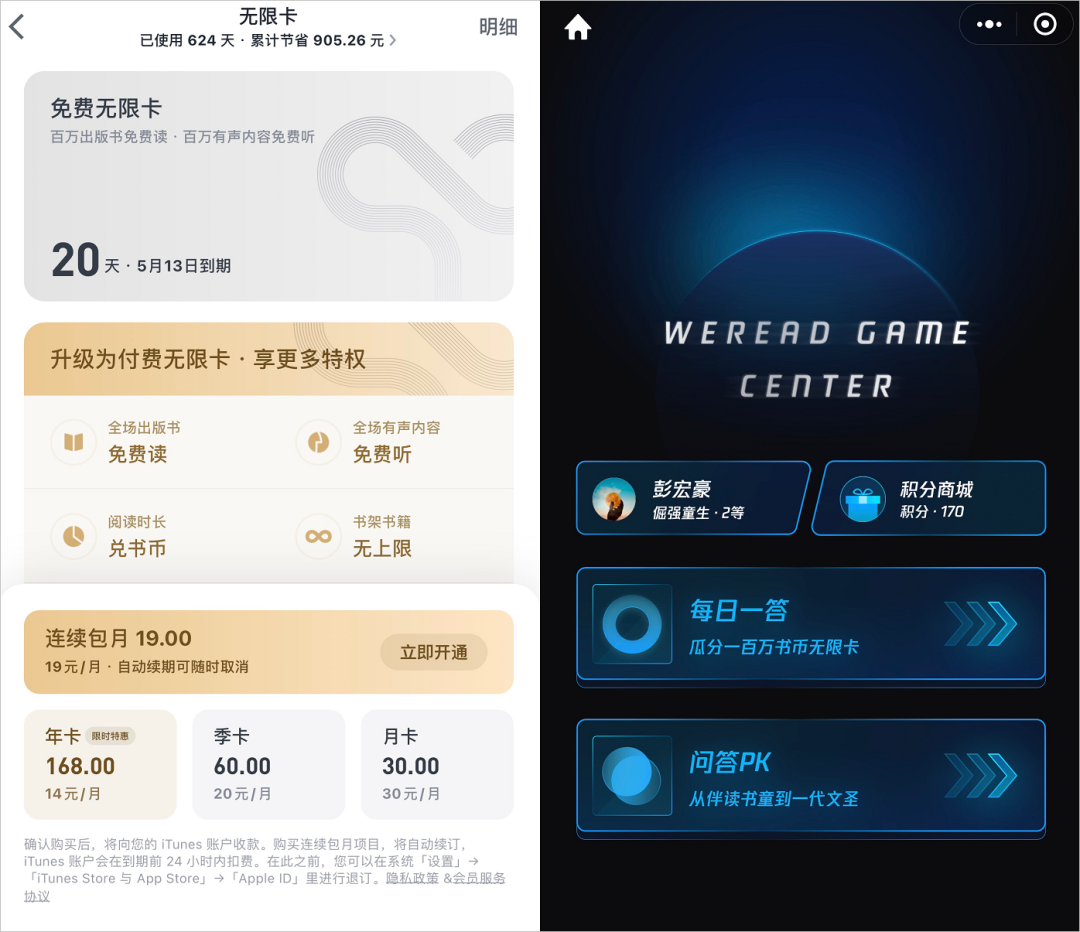 无限卡
明细
已使用 624 天 · 累计节省 905.26 元
免费无限卡
百万出版书免费读 · 百万有声内容免费听
20 天 · 5月13日到期
升级为付费无限卡 · 享更多特权
全场出版书
免费读
全场有声内容
免费听
阅读时长
兑书币
书架书籍
无上限
连续包月 19.00
19元/月 · 自动续期可随时取消
立即开通
年卡 限时特惠
168.00
14元/月
季卡
60.00
20元/月
月卡
30.00
30元/月
确认购买后，将向您的 iTunes 账户收款。购买连续包月项目，将自动续订，
iTunes 账户会在到期前 24 小时内扣费。在此之前，您可以在系统「设置」→
「iTunes Store 与 App Store」→「Apple ID」里进行退订。隐私政策 &会员服务
协议
WEREAD GAME
CENTER
彭宏豪
倔强童生 · 2等
积分商城
积分 · 170
每日一答
瓜分一百万书币无限卡
问答PK
从伴读书童到一代文圣